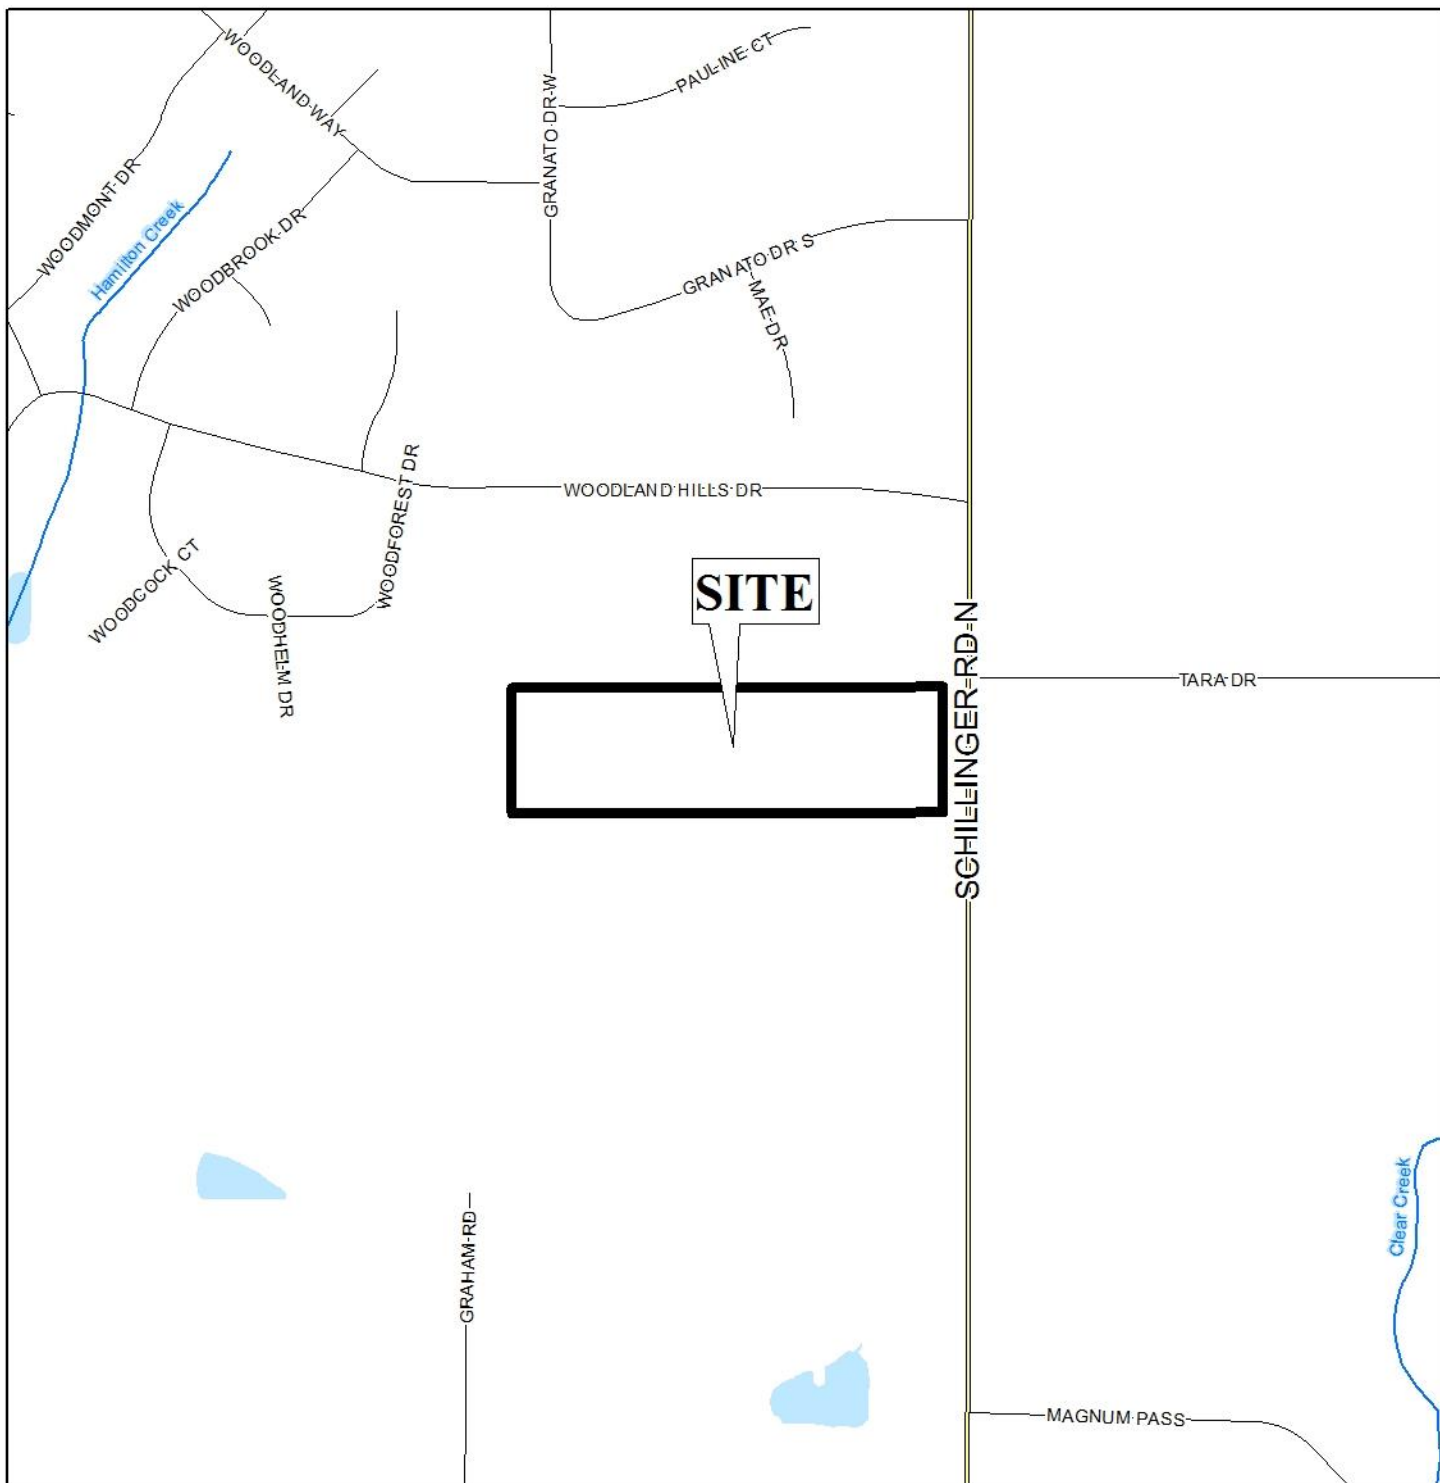 WOODLAND WAY
PAULINE CT
GRANATO DR W
WOODMONT DR
Hamilton Creek
WOODBROOK DR
GRANATO DR S
MAE DR
WOODLAND HILLS DR
WOODFOREST DR
WOODCOCK CT
WOODHELM DR
SITE
SCHILLINGER RD N
TARA DR
Clear Creek
GRAHAM RD
MAGNUM PASS